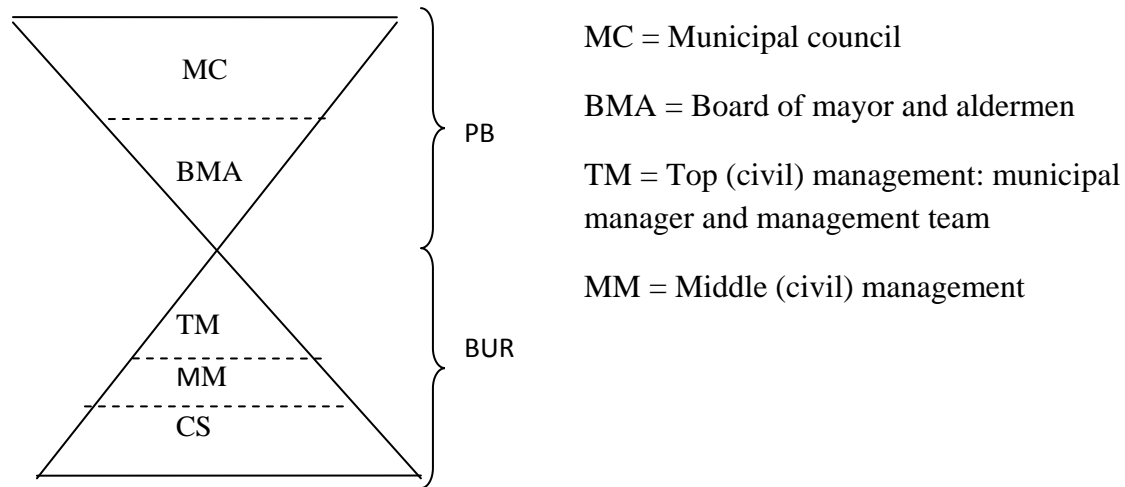 MC
BMA
TM
MM
CS
PB
BUR
MC = Municipal council
BMA = Board of mayor and aldermen
TM = Top (civil) management: municipal
manager and management team
MM = Middle (civil) management